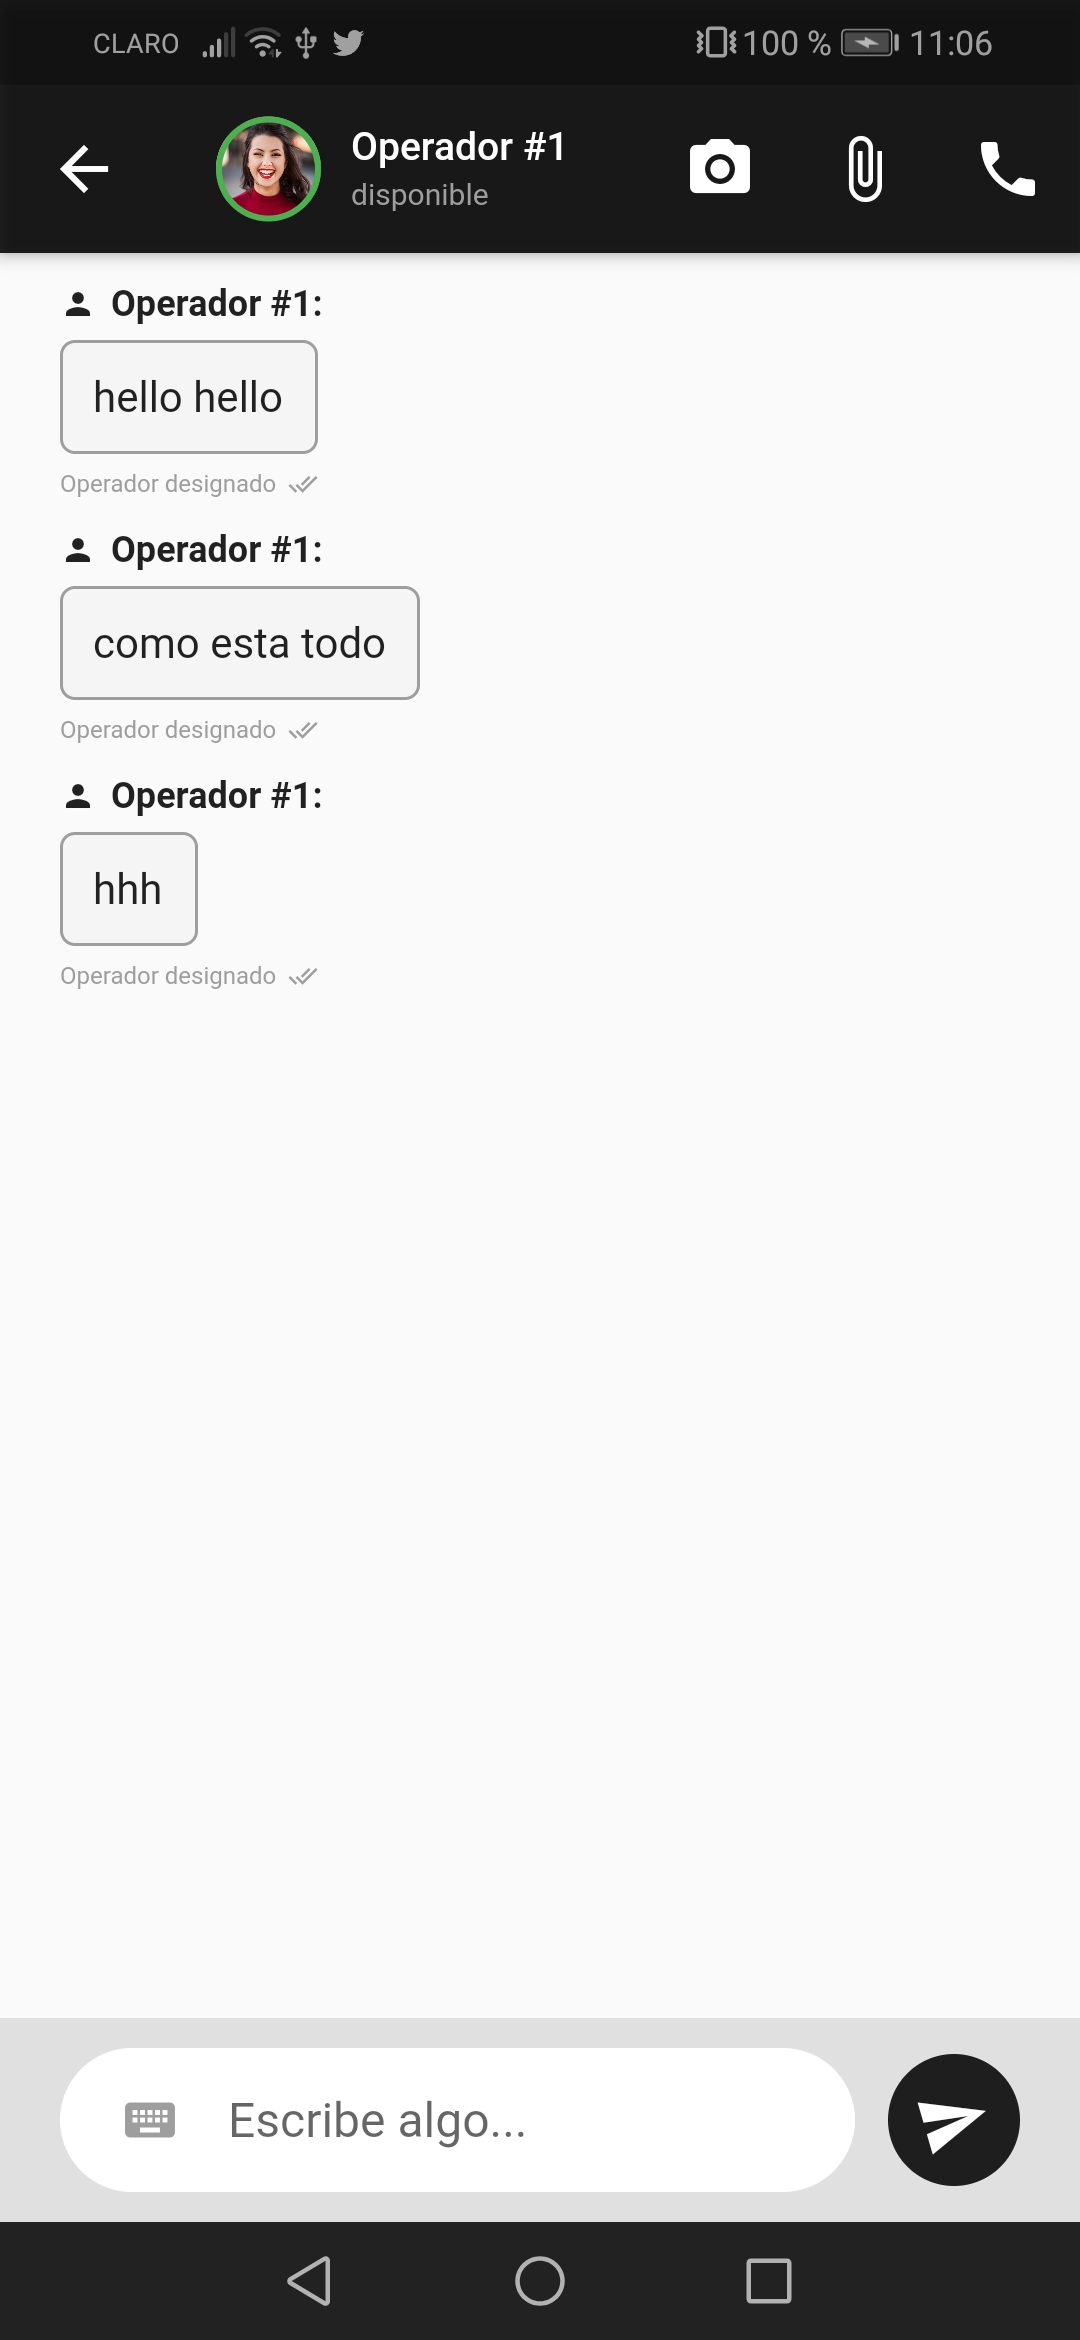 CLARO 100 % 11:06
Operador #1
disponible
Operador #1:
hello hello
Operador designado
Operador #1:
como esta todo
Operador designado
Operador #1:
hhh
Operador designado
Escribe algo...